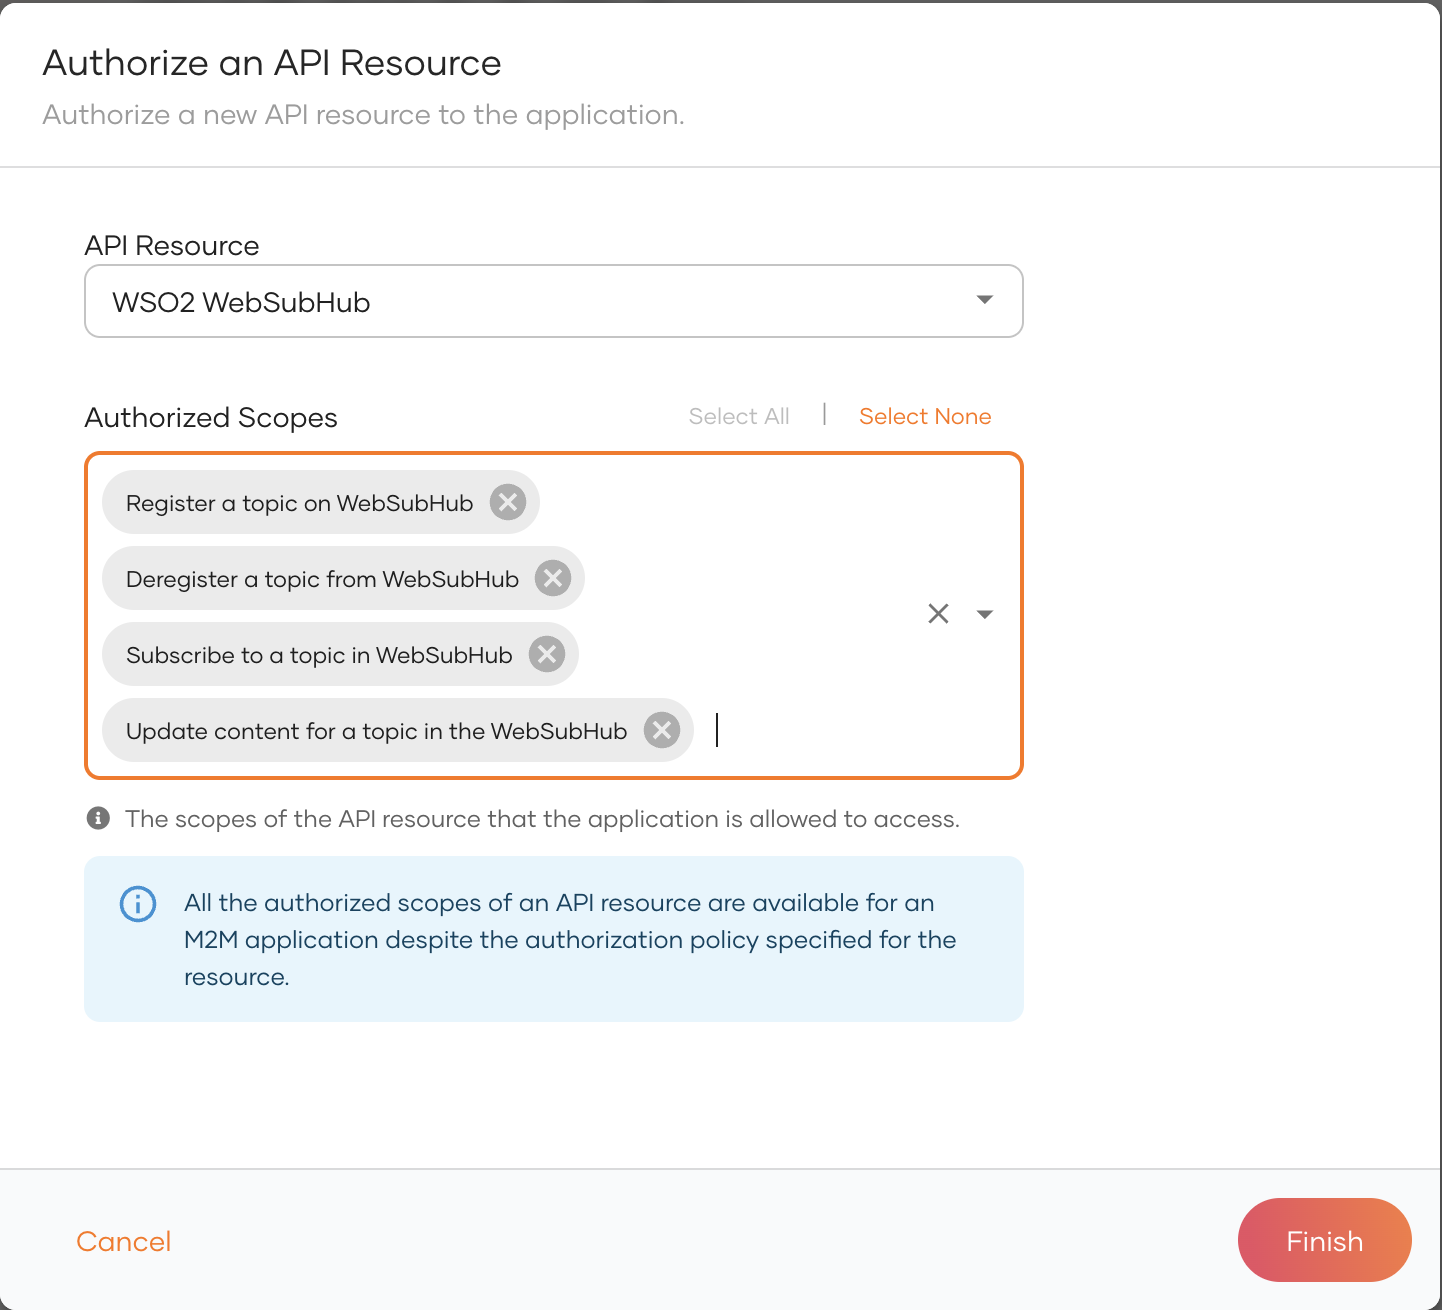 Authorize an API Resource
Authorize a new API resource to the application.
API Resource
WSO2 WebSubHub
Authorized Scopes
Select All | Select None
Register a topic on WebSubHub
Deregister a topic from WebSubHub
Subscribe to a topic in WebSubHub
Update content for a topic in the WebSubHub
The scopes of the API resource that the application is allowed to access.
All the authorized scopes of an API resource are available for an
M2M application despite the authorization policy specified for the
resource.
Cancel
Finish